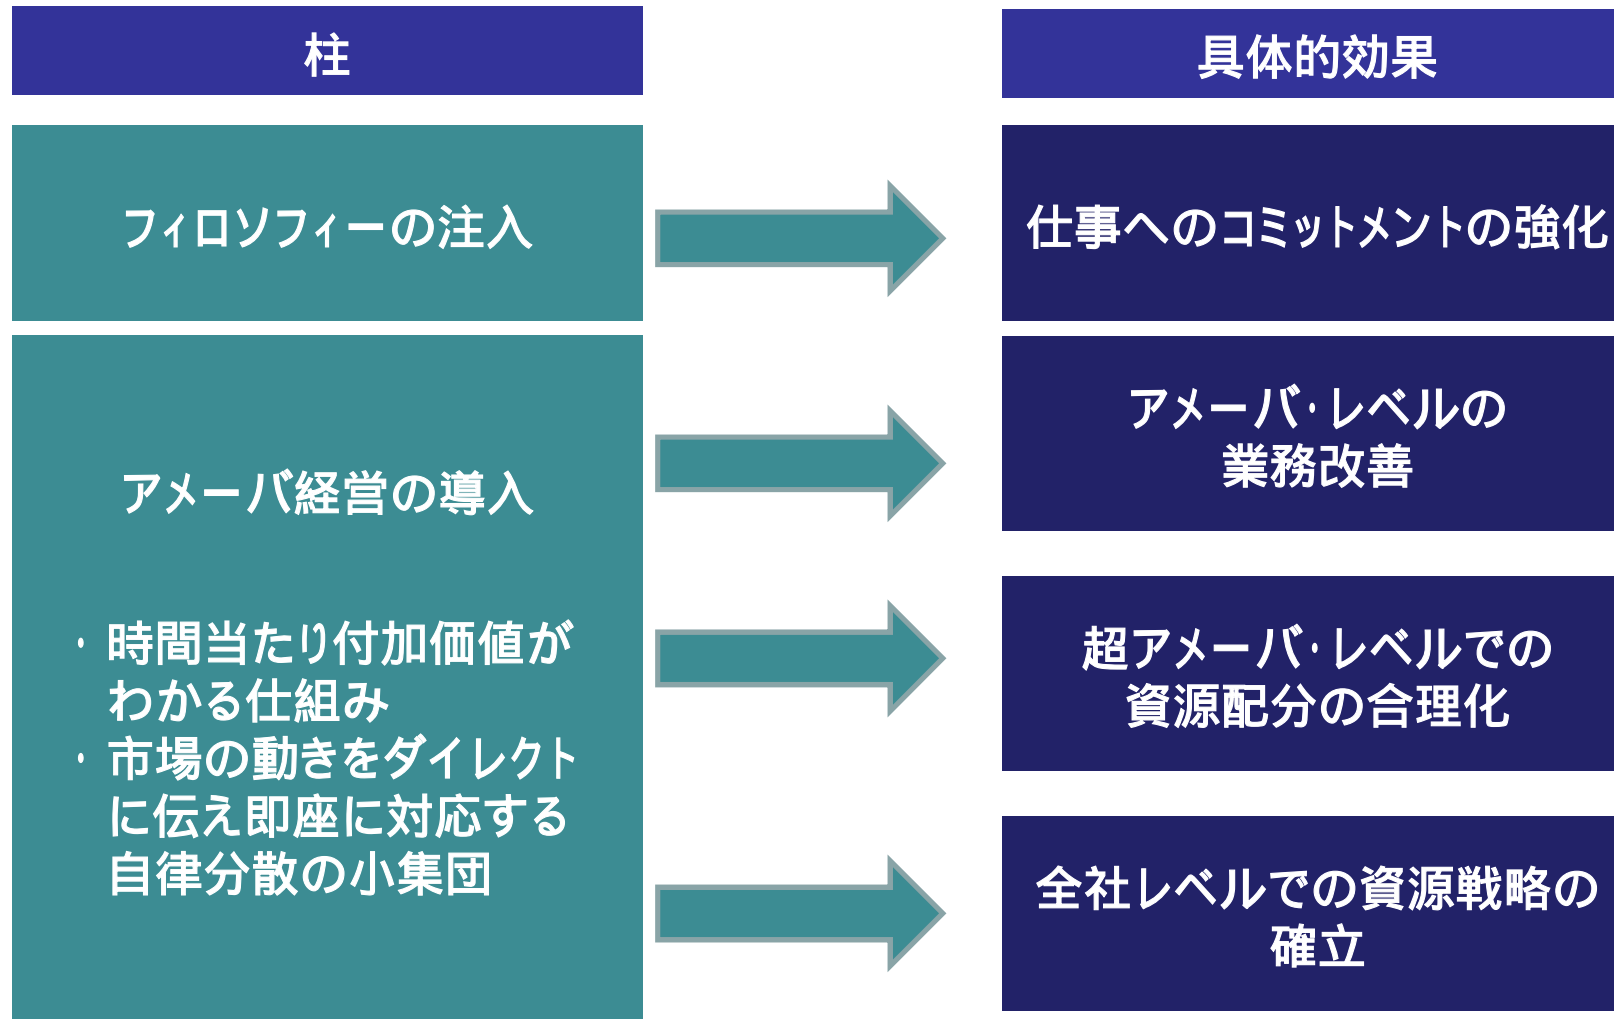 柱
具体的効果
フィロソフィーの注入
仕事へのコミットメントの強化
アメーバ経営の導入
・時間当たり付加価値が
わかる仕組み
・市場の動きをダイレクト
に伝え即座に対応する
自律分散の小集団
アメーバ・レベルの
業務改善
超アメーバ・レベルでの
資源配分の合理化
全社レベルでの資源戦略の
確立